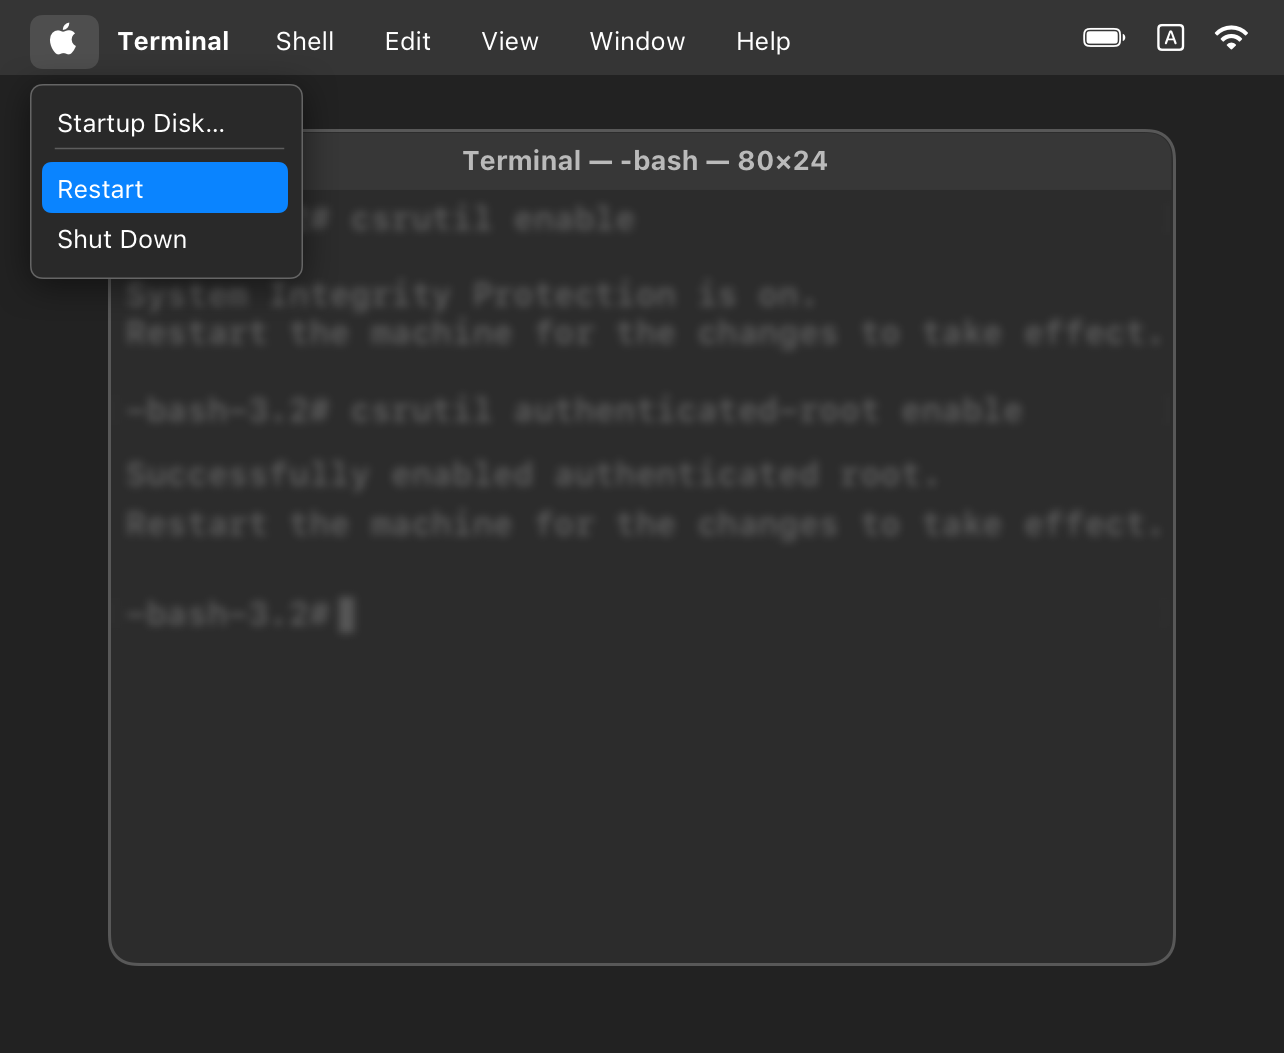 Terminal Shell Edit View Window Help A
Startup Disk...
Restart
Shut Down
Terminal — -bash — 80×24
# csrutil enable
System Integrity Protection is on.
Restart the machine for the changes to take effect.
-bash-3.2# csrutil authenticated-root enable
Successfully enabled authenticated root.
Restart the machine for the changes to take effect.
-bash-3.2#